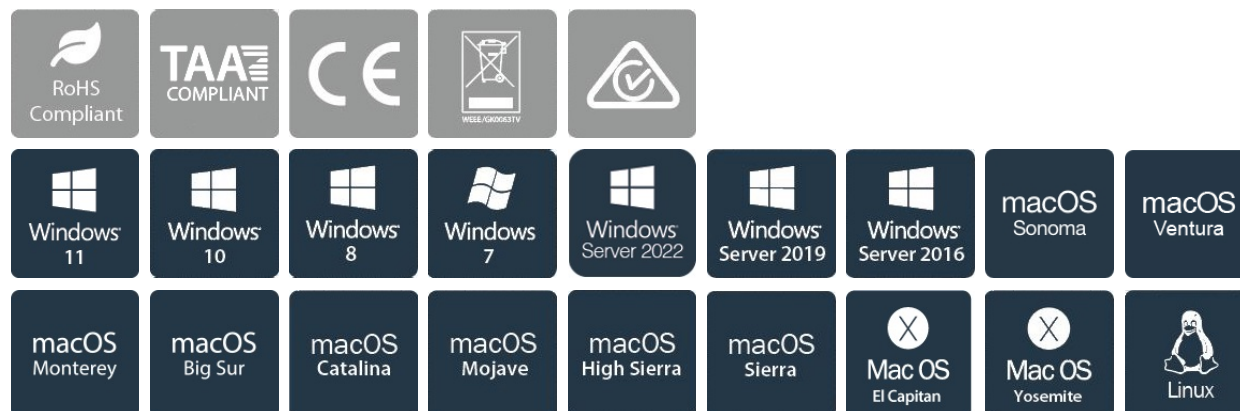 RoHS
Compliant
TAA
COMPLIANT
CE
WEEE/GK0063TV
Windows
11
Windows
10
Windows
8
Windows
7
Windows
Server 2022
Windows
Server 2019
Windows
Server 2016
macOS
Sonoma
macOS
Ventura
macOS
Monterey
macOS
Big Sur
macOS
Catalina
macOS
Mojave
macOS
High Sierra
macOS
Sierra
X
Mac OS
El Capitan
X
Mac OS
Yosemite
Linux